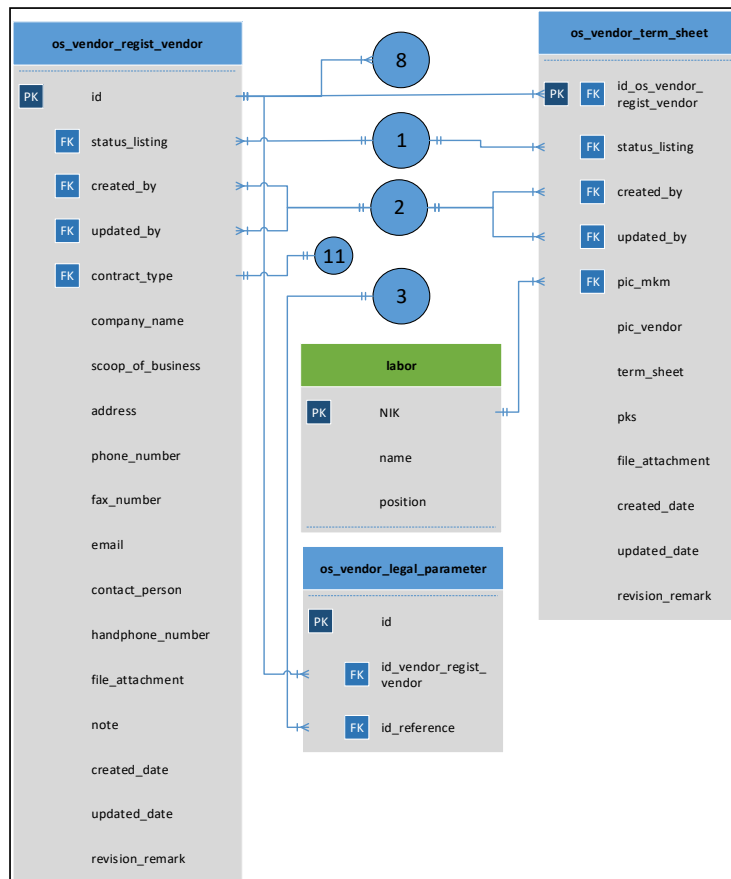 os_vendor_regist_vendor
PK
id
FK
status_listing
FK
created_by
FK
updated_by
FK
contract_type
company_name
scoop_of_business
address
phone_number
fax_number
email
contact_person
handphone_number
file_attachment
note
created_date
updated_date
revision_remark
8
1
2
11
3
labor
PK
NIK
name
position
os_vendor_legal_parameter
PK
id
FK
id_vendor_regist_
vendor
FK
id_reference
os_vendor_term_sheet
PK
FK
id_os_vendor_
regist_vendor
FK
status_listing
FK
created_by
FK
updated_by
FK
pic_mkm
pic_vendor
term_sheet
pks
file_attachment
created_date
updated_date
revision_remark